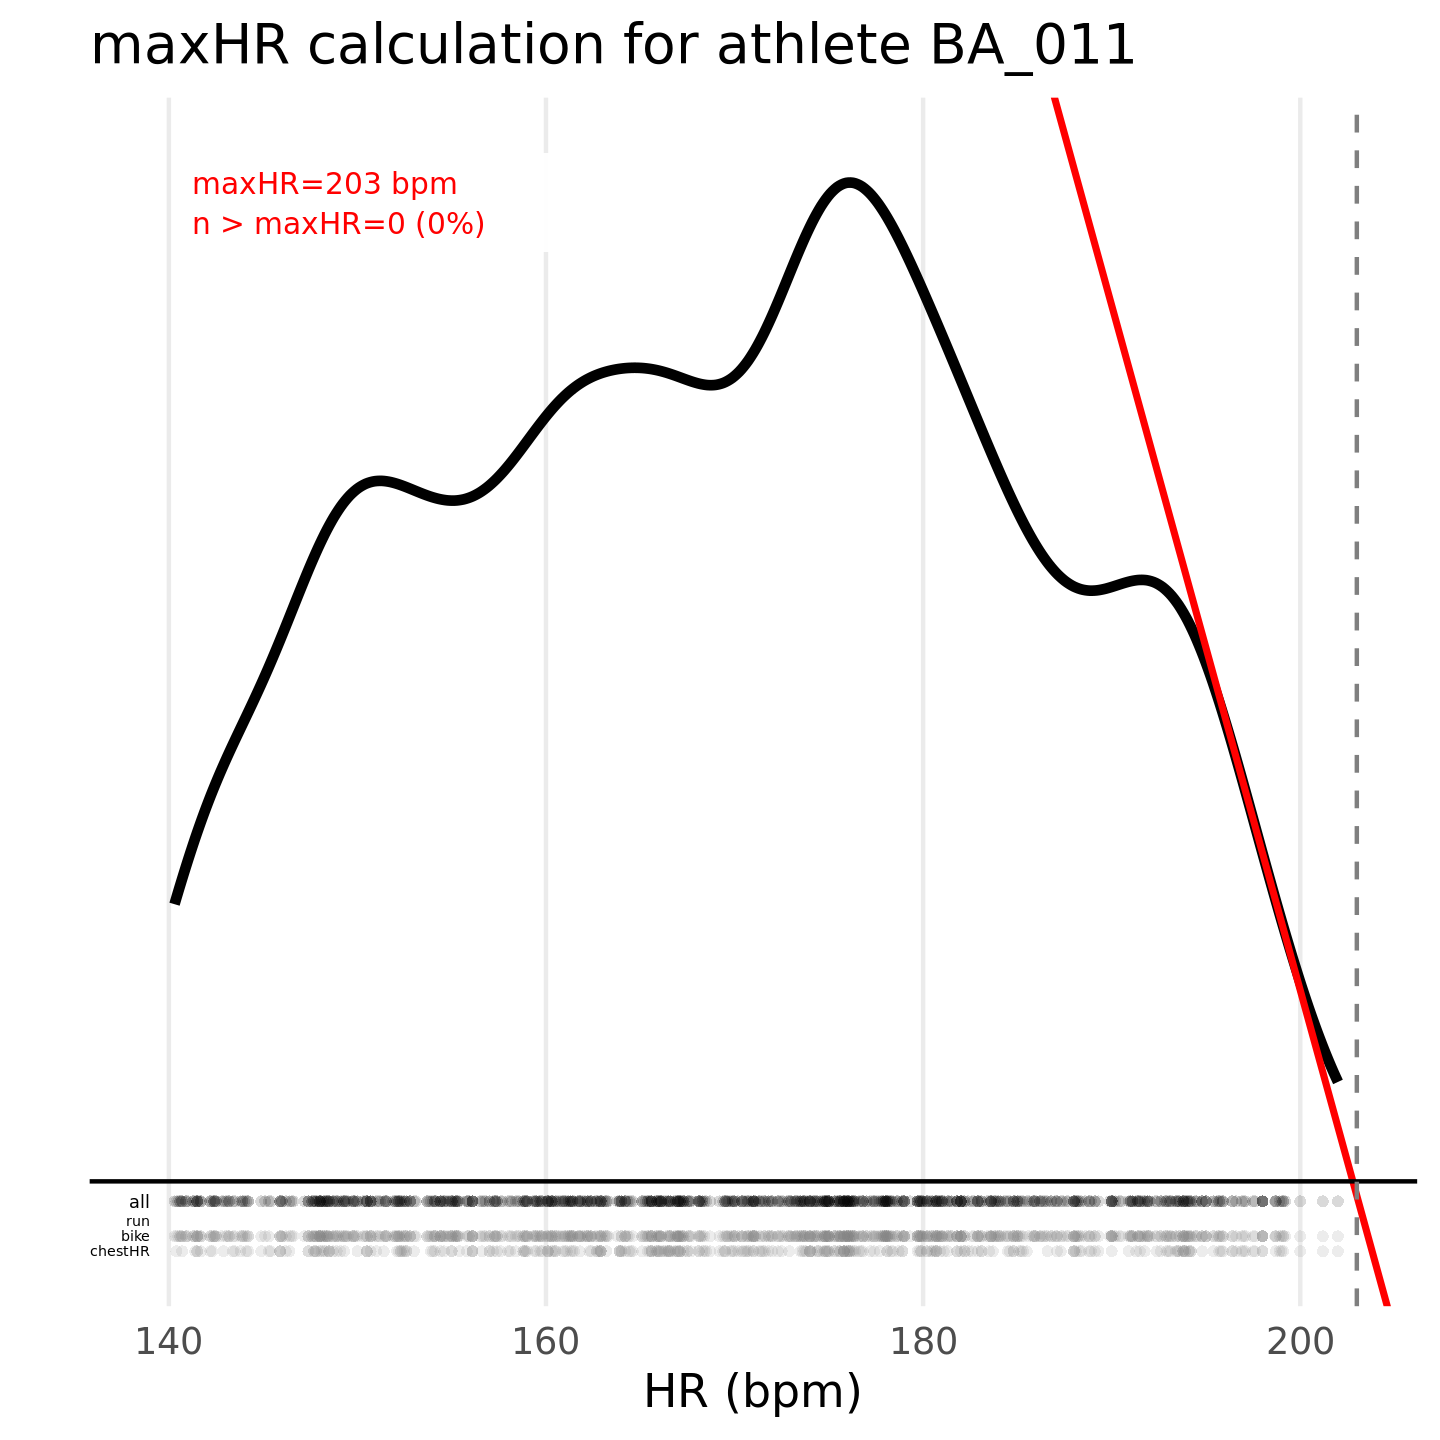 maxHR calculation for athlete BA_011
maxHR=203 bpm
n > maxHR=0 (0%)
all
run
bike
chestHR
140 160 180 200
HR (bpm)